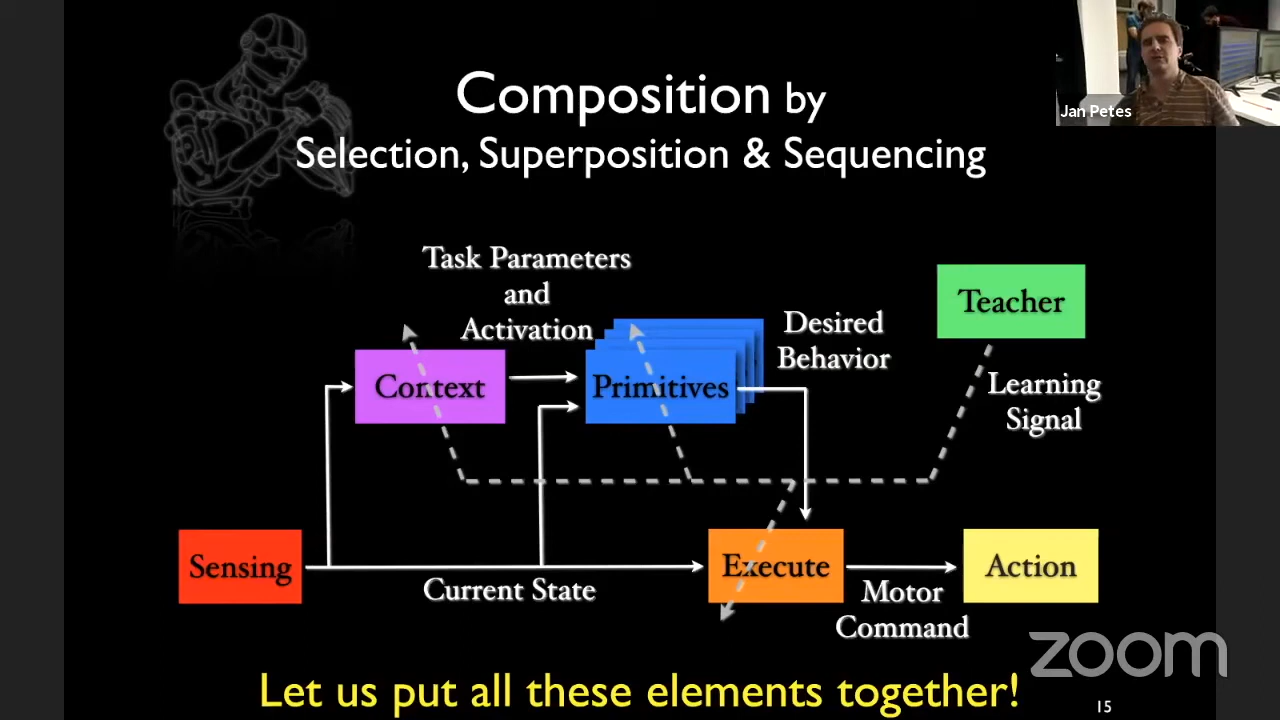 Composition by
Selection, Superposition & Sequencing
Jan Petes
Task Parameters
and
Activation
Desired
Behavior
Teacher
Context
Primitives
Learning
Signal
Sensing
Current State
Execute
Motor
Command
Action
zoom
Let us put all these elements together!
15